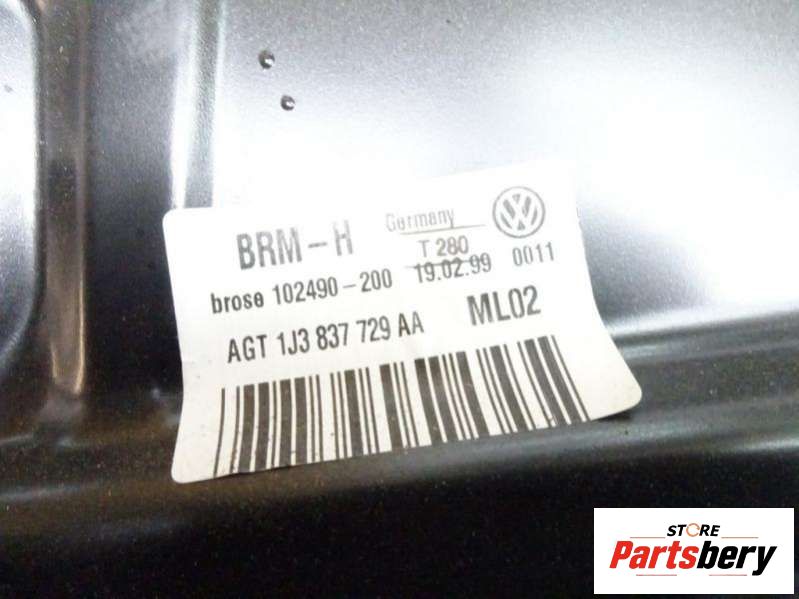 BRM-H Germany
T 280
brose 102490-200 19.02.99 0011
AGT 1J3 837 729 AA ML02
STORE
Partsbery